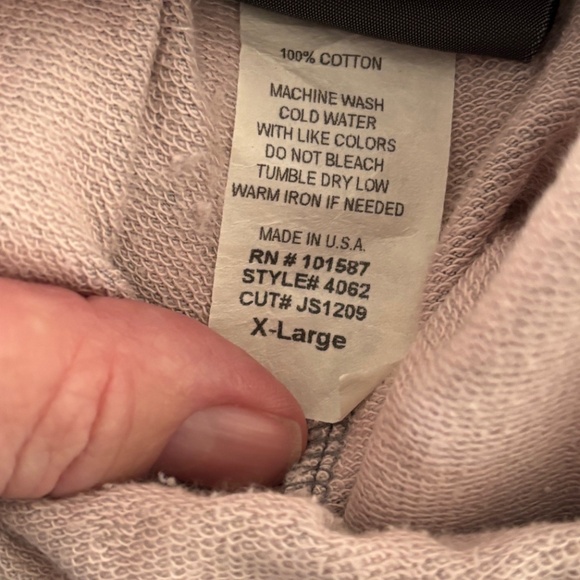 100% COTTON
MACHINE WASH
COLD WATER
WITH LIKE COLORS
DO NOT BLEACH
TUMBLE DRY LOW
WARM IRON IF NEEDED
MADE IN U.S.A.
RN # 101587
STYLE# 4062
CUT# JS1209
X-Large